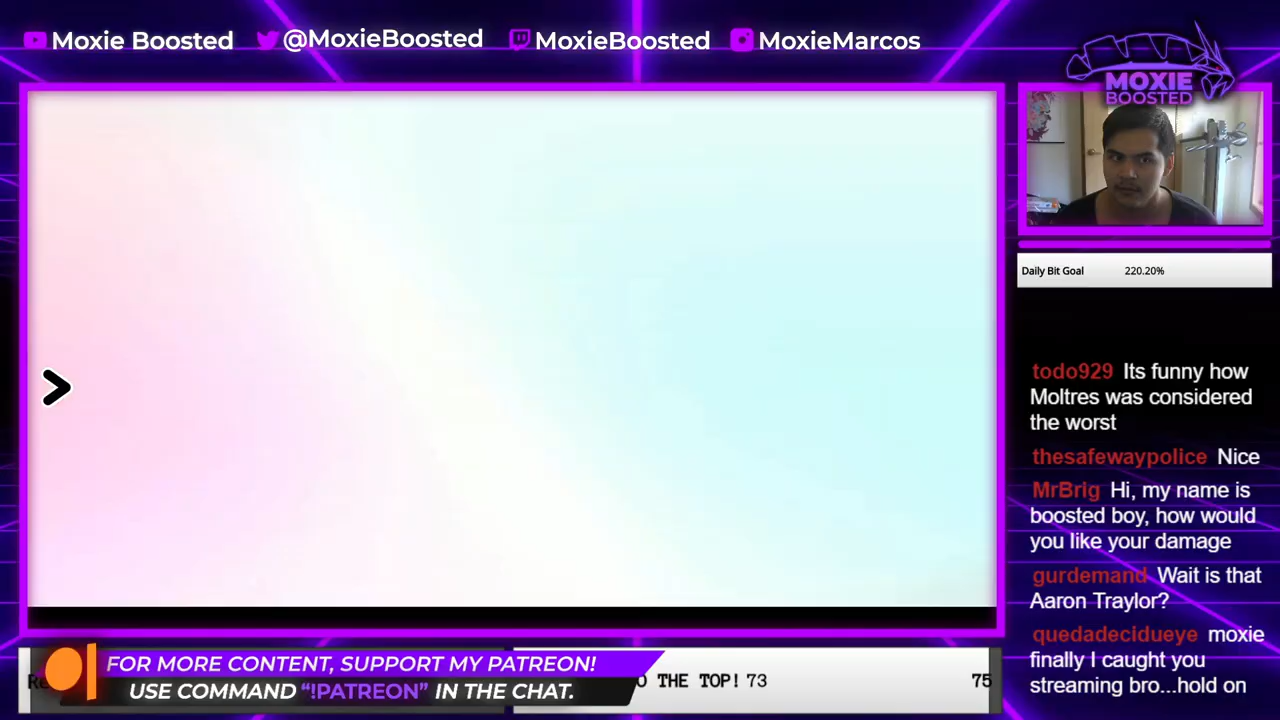 Moxie Boosted @MoxieBoosted MoxieBoosted MoxieMarcos
MOXIE
BOOSTED
Daily Bit Goal 220.20%
todo929 Its funny how
Moltres was considered
the worst
thesafewaypolice Nice
MrBrig Hi, my name is
boosted boy, how would
you like your damage
gurdemand Wait is that
Aaron Traylor?
quedadecidueye moxie
finally I caught you
streaming bro...hold on
FOR MORE CONTENT, SUPPORT MY PATREON!
USE COMMAND “!PATREON” IN THE CHAT.
THE TOP! 73 75